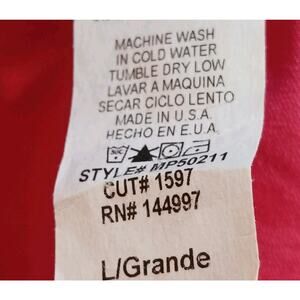 MACHINE WASH
IN COLD WATER
TUMBLE DRY LOW
LAVAR A MAQUINA
SECAR CICLO LENTO
MADE IN U.S.A.
HECHO EN E.U.A.
STYLE# MP50211
CUT# 1597
RN# 144997
L/Grande